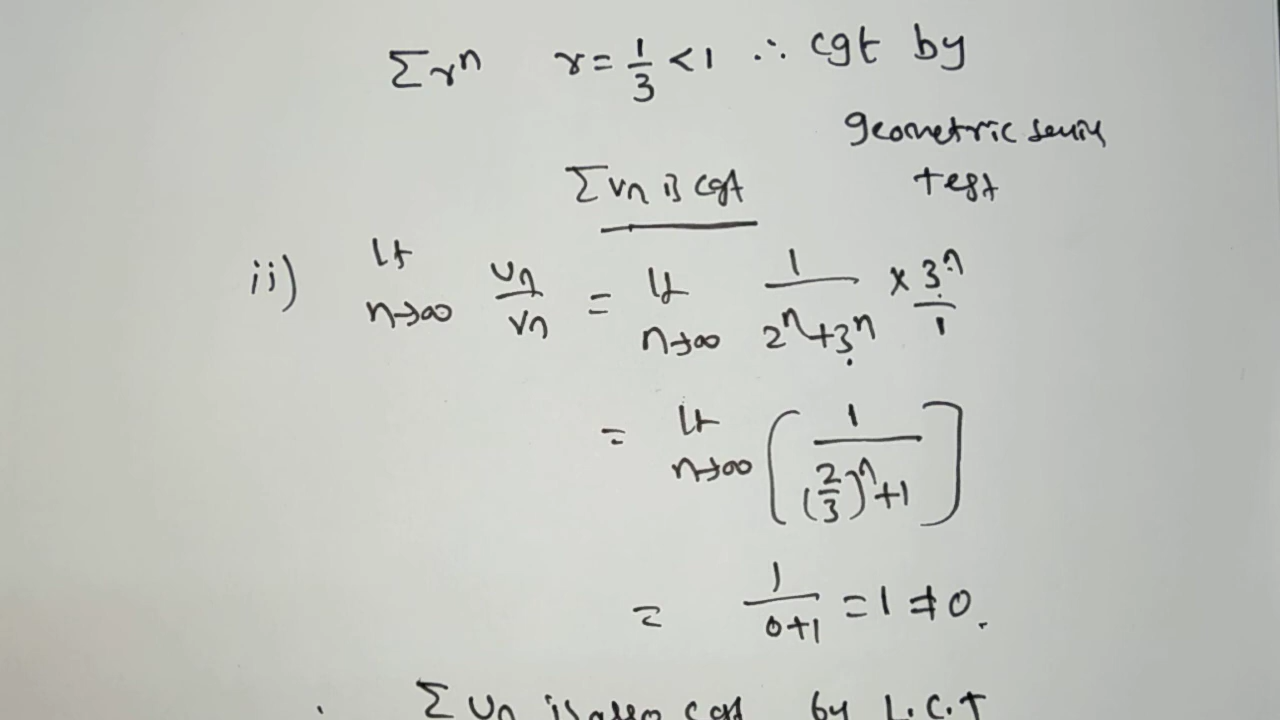 Σrⁿ r = 1/3 < 1 ∴ cgt by
geometric series
test
Σvn is cgt
ii) lt n→∞ un/vn = lt n→∞ 1/(2ⁿ+3ⁿ) × 3ⁿ/1
= lt n→∞ [1/((2/3)ⁿ+1)]
= 1/(0+1) = 1 ≠ 0.
∴ Σun is also cgt by L.C.T